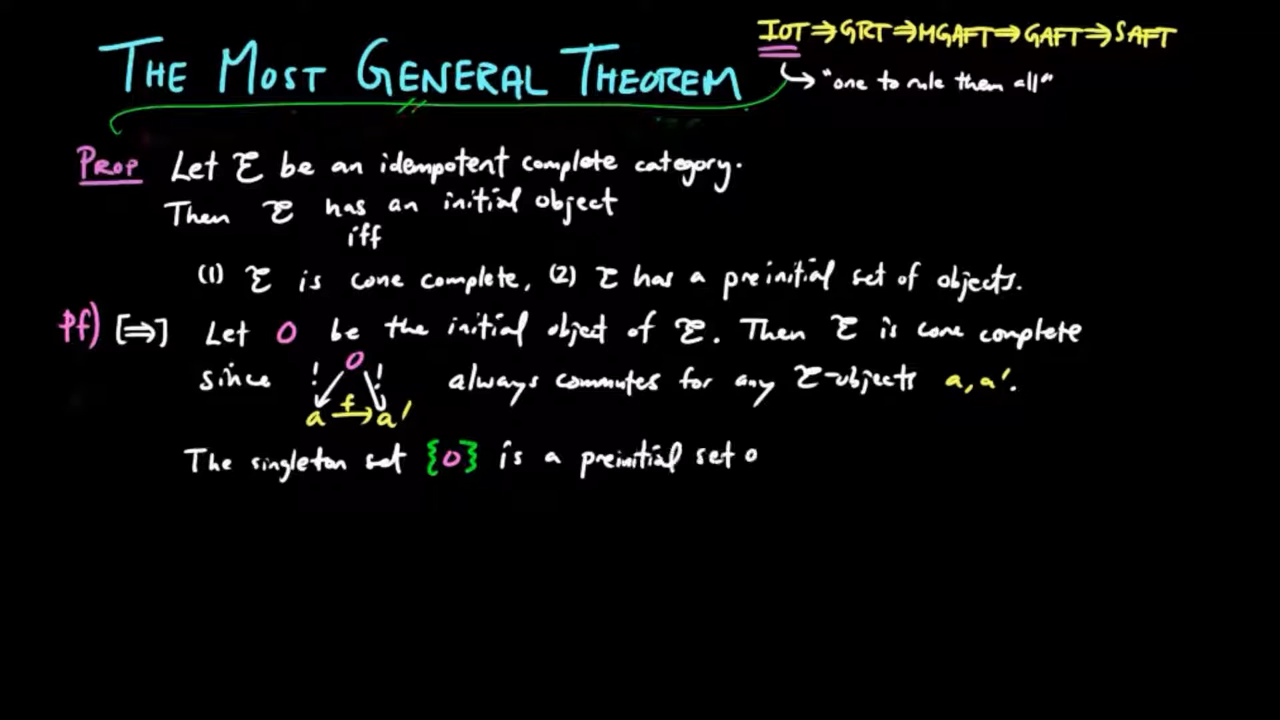 IOT ⇒ GRT ⇒ MGAFT ⇒ GAFT ⇒ SAFT
THE MOST GENERAL THEOREM
↳ "one to rule them all"
PROP Let ℰ be an idempotent complete category.
Then ℰ has an initial object
iff
(1) ℰ is cone complete, (2) ℰ has a preinitial set of objects.
Pf) [⇒] Let 0 be the initial object of ℰ. Then ℰ is cone complete
since ! 0 ! always commutes for any ℰ-objects a, a'.
a f→ a'
The singleton set {0} is a preinitial set o